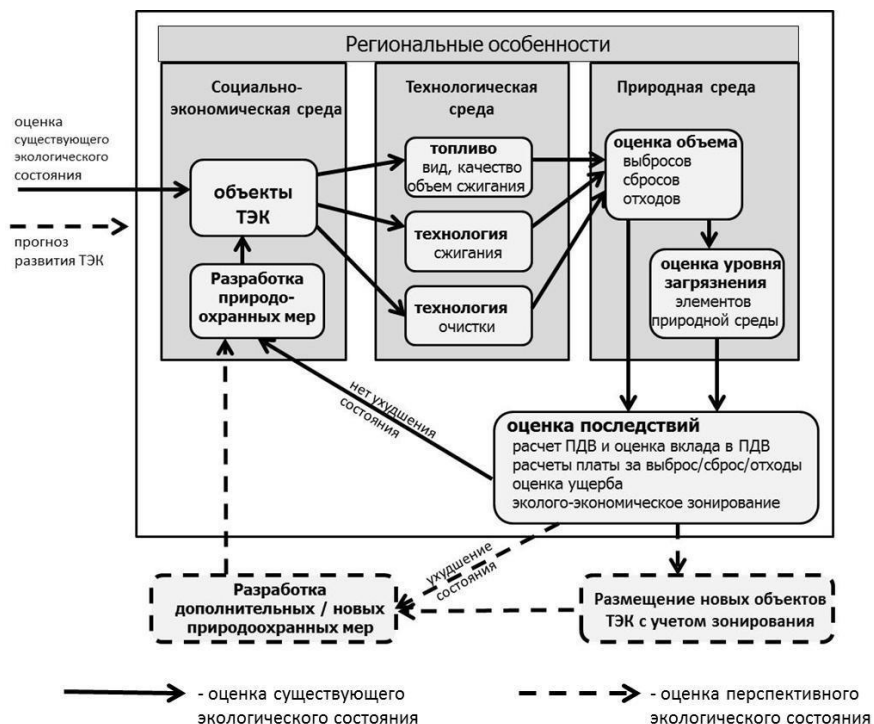 Региональные особенности
Социально-
экономическая среда
Технологическая
среда
Природная среда
оценка
существующего
экологического
состояния
прогноз
развития ТЭК
объекты
ТЭК
Разработка
природо-
охранных мер
топливо
вид, качество
объем сжигания
технология
сжигания
технология
очистки
оценка объема
выбросов
сбросов
отходов
оценка уровня
загрязнения
элементов
природной среды
нет ухудшения
состояния
оценка последствий
расчет ПДВ и оценка вклада в ПДВ
расчеты платы за выброс/сброс/отходы
оценка ущерба
эколого-экономическое зонирование
ухудшение
состояния
Разработка
дополнительных / новых
природоохранных мер
Размещение новых объектов
ТЭК с учетом зонирования
- оценка существующего
экологического состояния
- оценка перспективного
экологического состояния